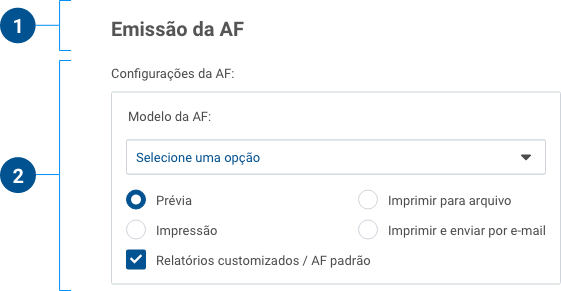 1
Emissão da AF
Configurações da AF:
Modelo da AF:
2
Selecione uma opção
Prévia
Imprimir para arquivo
Impressão
Imprimir e enviar por e-mail
Relatórios customizados / AF padrão